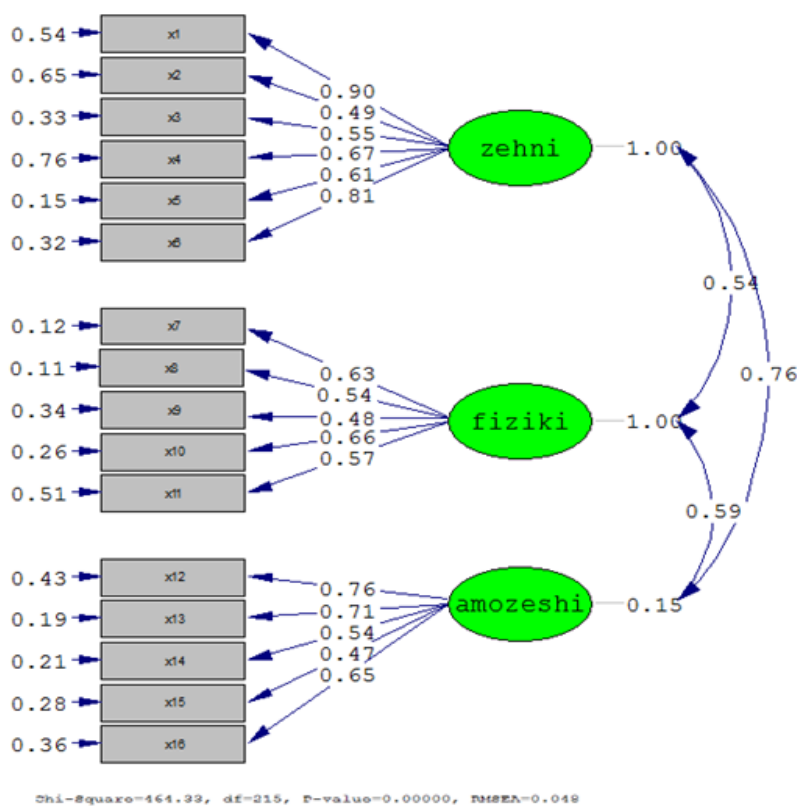 0.54 x1
0.65 x2
0.33 x3
0.76 x4
0.15 x5
0.32 x6
0.90
0.49
0.55
0.67
0.61
0.81
zehni 1.00
0.12 x7
0.11 x8
0.34 x9
0.26 x10
0.51 x11
0.63
0.54
0.48
0.66
0.57
fiziki 1.00
0.43 x12
0.19 x13
0.21 x14
0.28 x15
0.36 x16
0.76
0.71
0.54
0.47
0.65
amozeshi 0.15
0.54
0.76
0.59
Chi-Square=464.33, df=215, P-value=0.00000, RMSEA=0.048